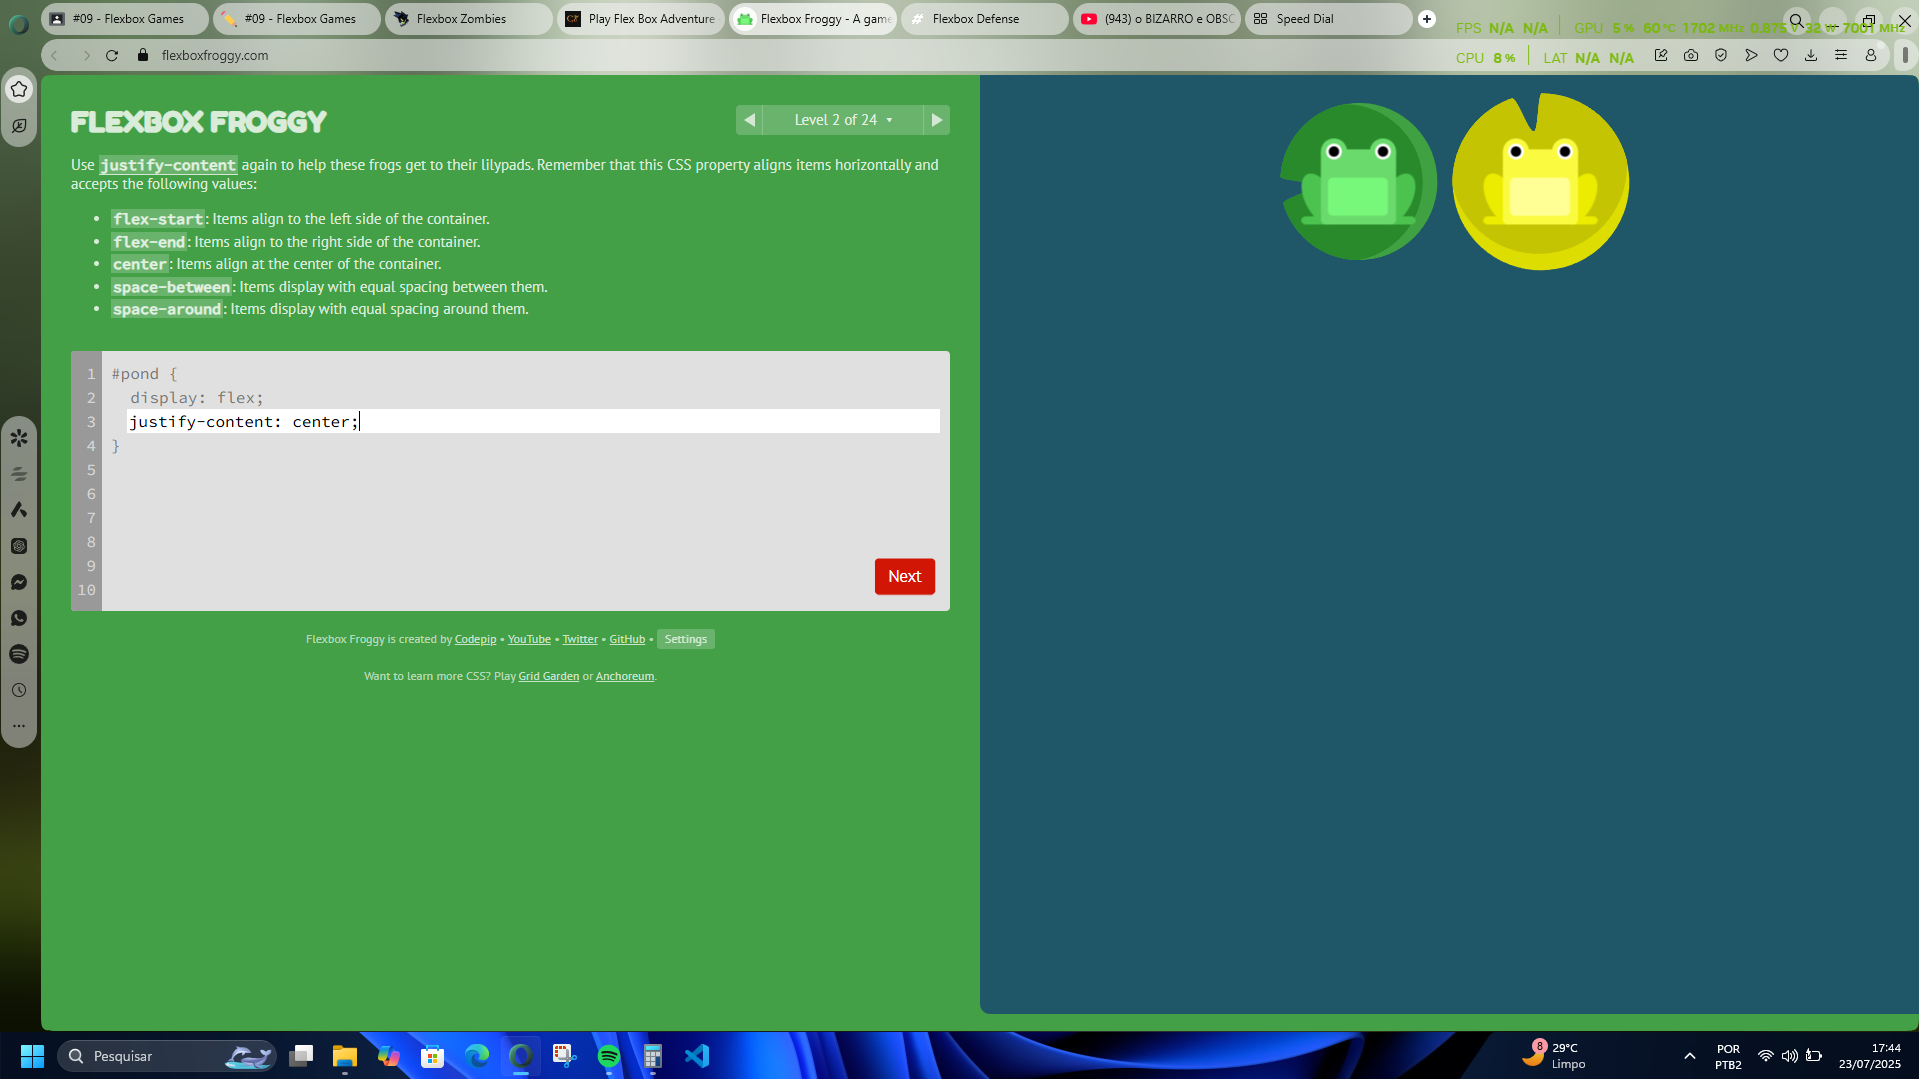 #09 - Flexbox Games
#09 - Flexbox Games
Flexbox Zombies
Play Flex Box Adventure
Flexbox Froggy - A game
Flexbox Defense
(943) o BIZARRO e OBSC
Speed Dial
FPS N/A N/A GPU 5 % 60 °C 1702 MHz 0.875 V 32 W 7001 MHz
flexboxfroggy.com
CPU 8 % LAT N/A N/A
FLEXBOX FROGGY
Level 2 of 24
Use justify-content again to help these frogs get to their lilypads. Remember that this CSS property aligns items horizontally and
accepts the following values:
• flex-start: Items align to the left side of the container.
• flex-end: Items align to the right side of the container.
• center: Items align at the center of the container.
• space-between: Items display with equal spacing between them.
• space-around: Items display with equal spacing around them.
1 #pond {
2 display: flex;
3 justify-content: center;
4 }
5
6
7
8
9
10
Next
Flexbox Froggy is created by Codepip • YouTube • Twitter • GitHub • Settings
Want to learn more CSS? Play Grid Garden or Anchoreum.
Pesquisar
8
29°C
Limpo
POR
PTB2
17:44
23/07/2025